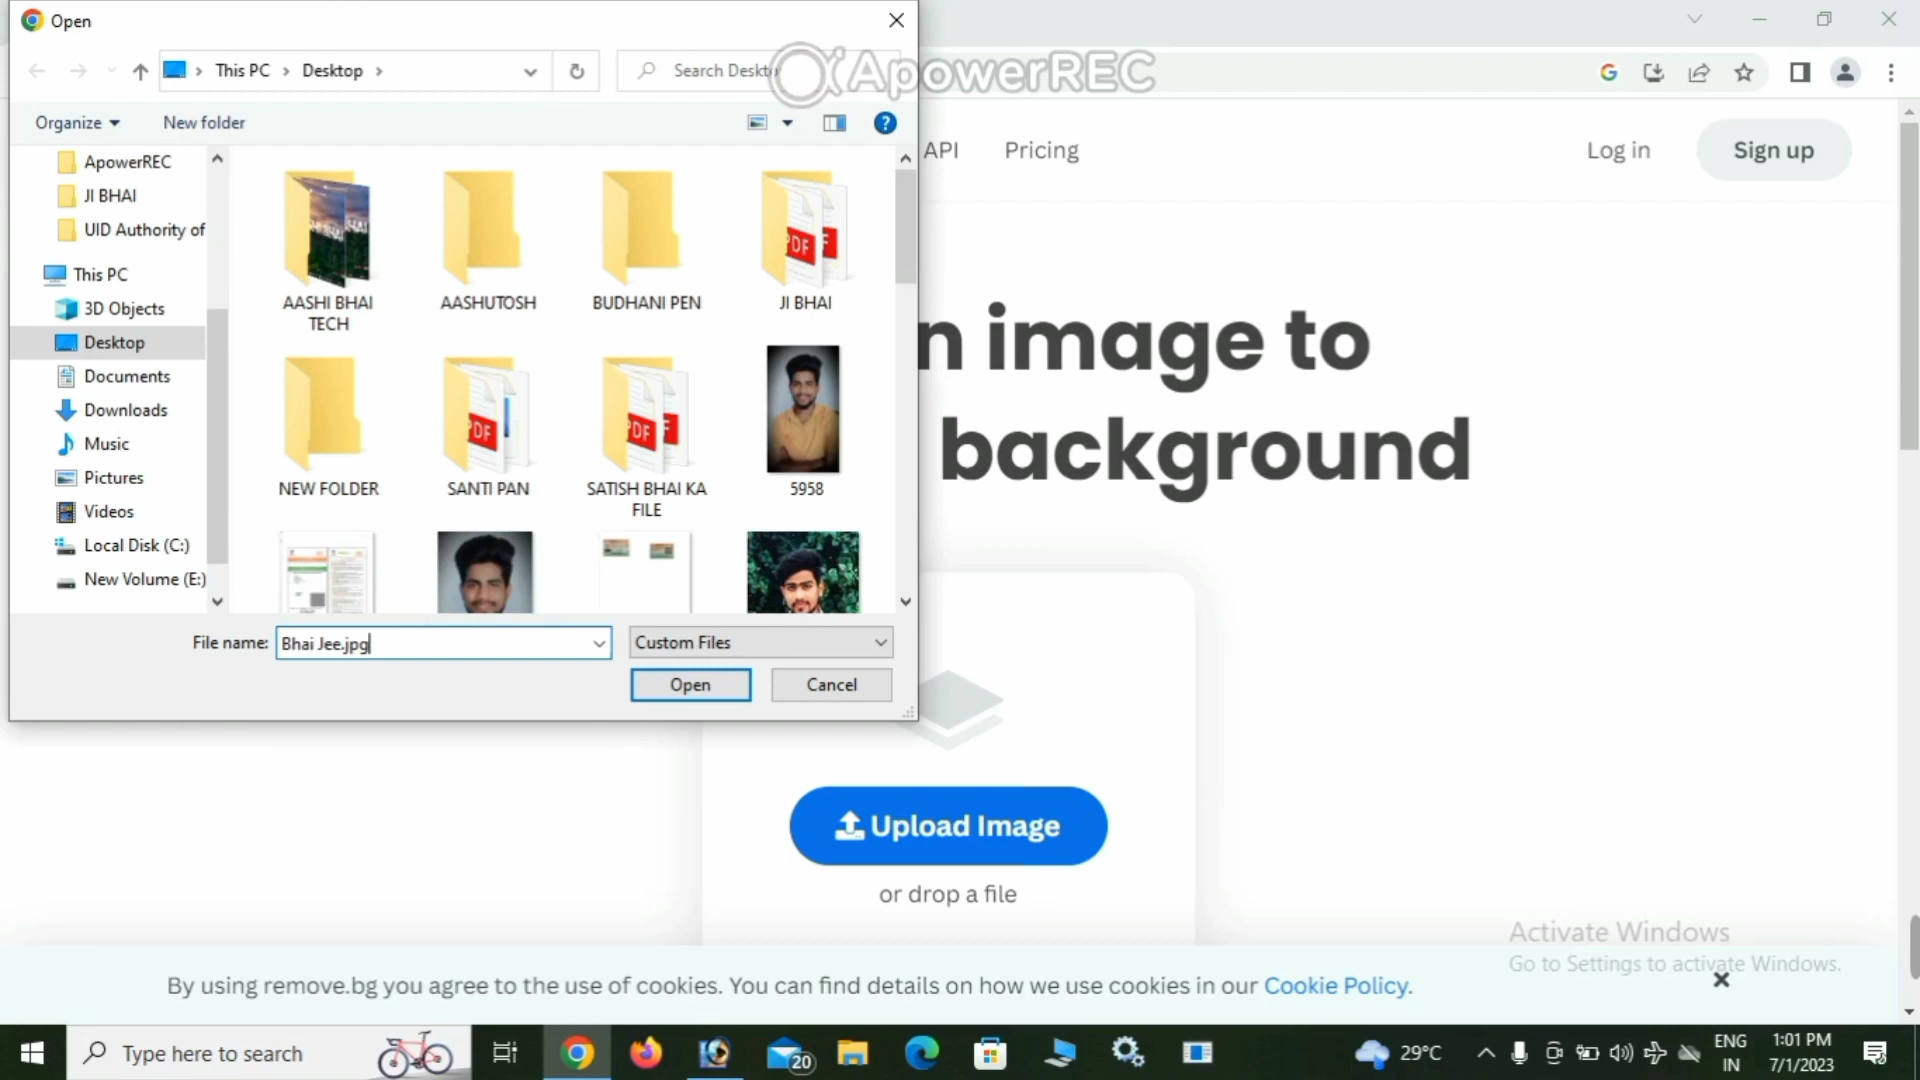 Open
This PC
Desktop
Search Deskto
ApowerREC
Organize
New folder
ApowerREC
JI BHAI
UID Authority of
This PC
3D Objects
Desktop
Documents
Downloads
Music
Pictures
Videos
Local Disk (C:)
New Volume (E:)
AASHI BHAI
TECH
AASHUTOSH
BUDHANI PEN
JI BHAI
PDF
NEW FOLDER
SANTI PAN
SATISH BHAI KA
FILE
5958
PDF
PDF
File name: Bhai Jee.jpg
Custom Files
Open
Cancel
API
Pricing
Log in
Sign up
n image to
background
Upload Image
or drop a file
Activate Windows
Go to Settings to activate Windows.
By using remove.bg you agree to the use of cookies. You can find details on how we use cookies in our Cookie Policy.
Type here to search
20
29°C
ENG
IN
1:01 PM
7/1/2023